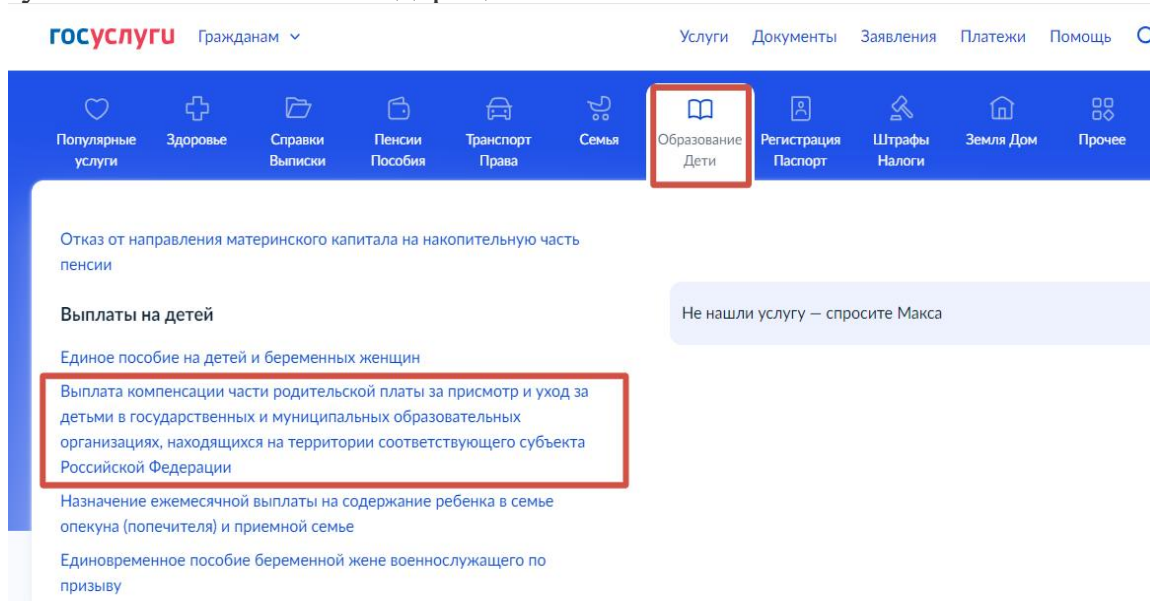 госуслуги Гражданам Услуги Документы Заявления Платежи Помощь
Популярные услуги
Здоровье
Справки Выписки
Пенсии Пособия
Транспорт Права
Семья
Образование Дети
Регистрация Паспорт
Штрафы Налоги
Земля Дом
Прочее
Отказ от направления материнского капитала на накопительную часть
пенсии
Не нашли услугу — спросите Макса
Выплаты на детей
Единое пособие на детей и беременных женщин
Выплата компенсации части родительской платы за присмотр и уход за
детьми в государственных и муниципальных образовательных
организациях, находящихся на территории соответствующего субъекта
Российской Федерации
Назначение ежемесячной выплаты на содержание ребенка в семье
опекуна (попечителя) и приемной семье
Единовременное пособие беременной жене военнослужащего по
призыву